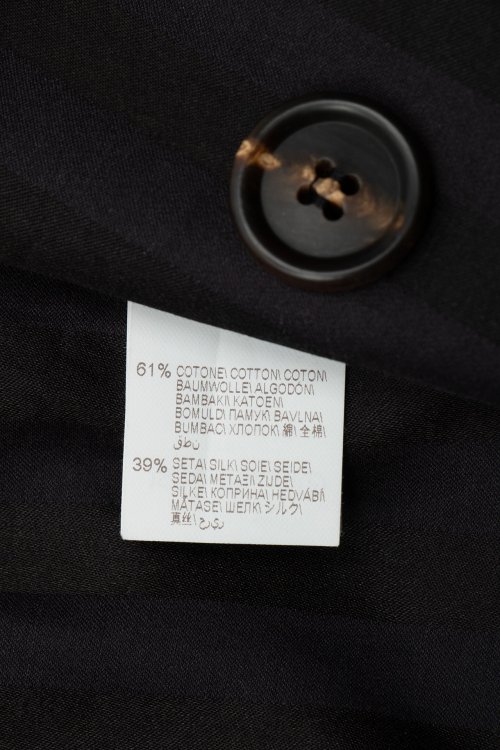 61% COTONE\ COTTON\ COTON\
BAUMWOLLE\ ALGODÓN\
BAMBAKI\ KATOEN\
BOMULD\ ПАМУК\ BAVLNA\
BUMBAC\ ХЛОПОК\ 綿\ 全棉\
قطن
39% SETA\ SILK\ SOIE\ SEIDE\
SEDA\ METAΞI\ ZIJDE\
SILKE\ КОПРИНА\ HEDVÁBÍ\
MĂTASE\ ШЕЛК\ シルク\
真丝\ حرير